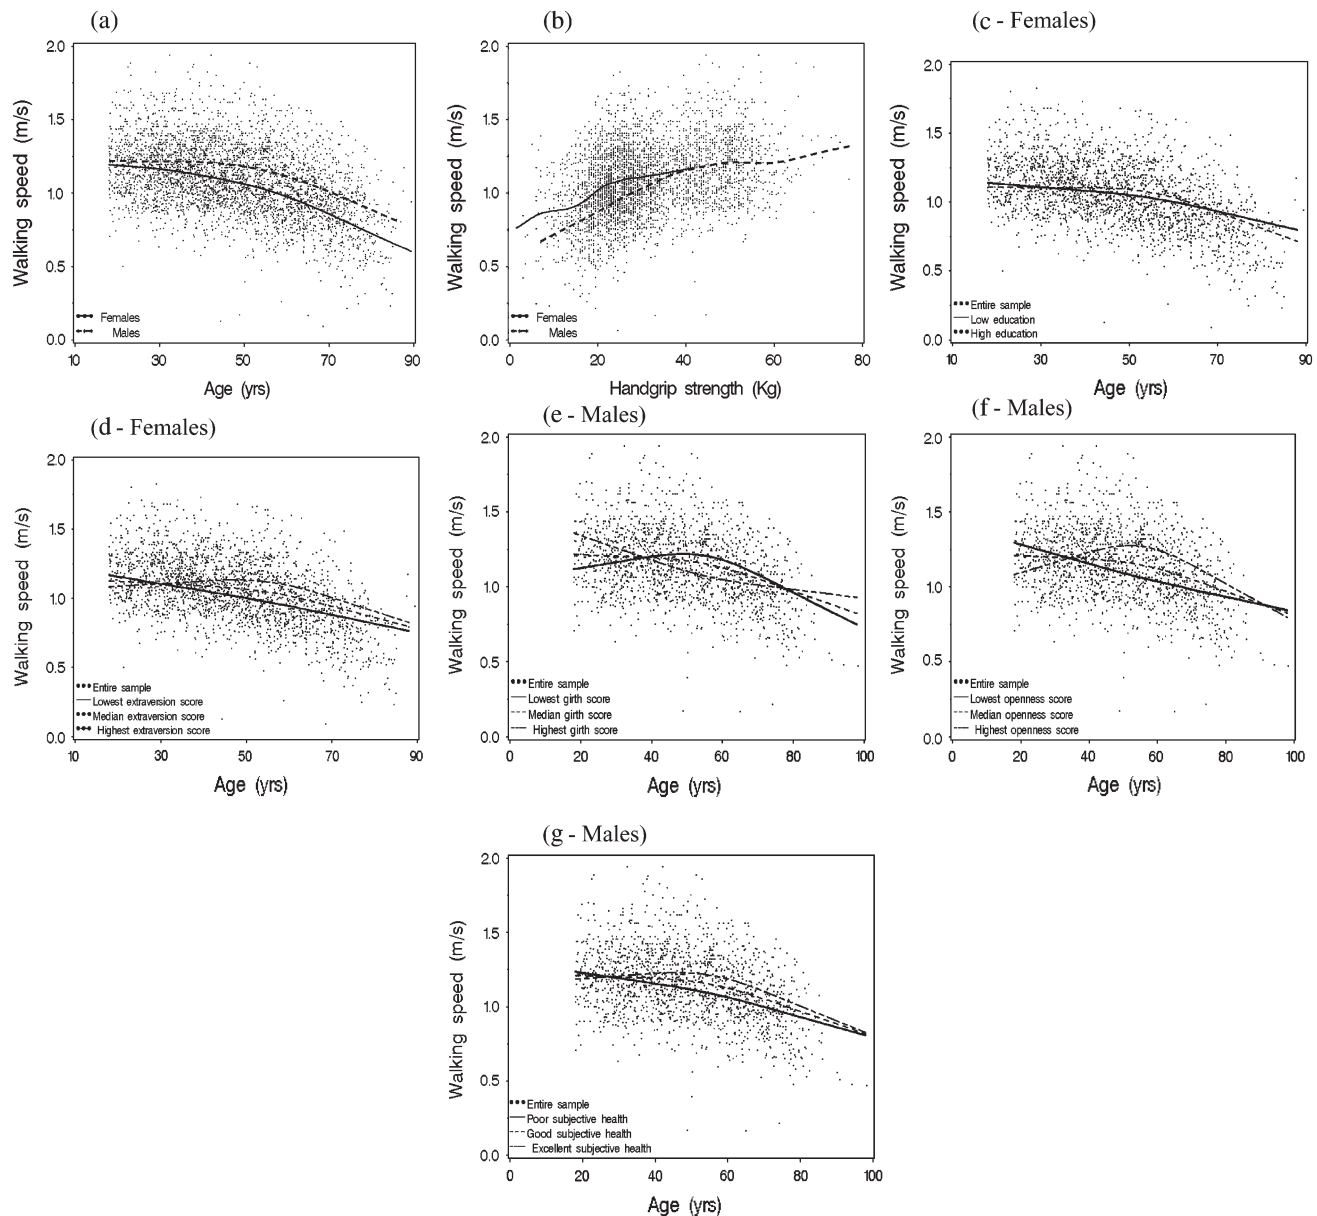 (a)
2.0
1.5
1.0
0.5
0.0
Walking speed (m/s)
Females
Males
10 30 50 70 90
Age (yrs)
(b)
2.0
1.5
1.0
0.5
0.0
Walking speed (m/s)
Females
Males
0 20 40 60 80
Handgrip strength (Kg)
(c - Females)
2.0
1.5
1.0
0.5
0.0
Walking speed (m/s)
Entire sample
Low education
High education
10 30 50 70 90
Age (yrs)
(d - Females)
2.0
1.5
1.0
0.5
0.0
Walking speed (m/s)
Entire sample
Lowest extraversion score
Median extraversion score
Highest extraversion score
10 30 50 70 90
Age (yrs)
(e - Males)
2.0
1.5
1.0
0.5
0.0
Walking speed (m/s)
Entire sample
Lowest girth score
Median girth score
Highest girth score
0 20 40 60 80 100
Age (yrs)
(f - Males)
2.0
1.5
1.0
0.5
0.0
Walking speed (m/s)
Entire sample
Lowest openness score
Median openness score
Highest openness score
0 20 40 60 80 100
Age (yrs)
(g - Males)
2.0
1.5
1.0
0.5
0.0
Walking speed (m/s)
Entire sample
Poor subjective health
Good subjective health
Excellent subjective health
0 20 40 60 80 100
Age (yrs)